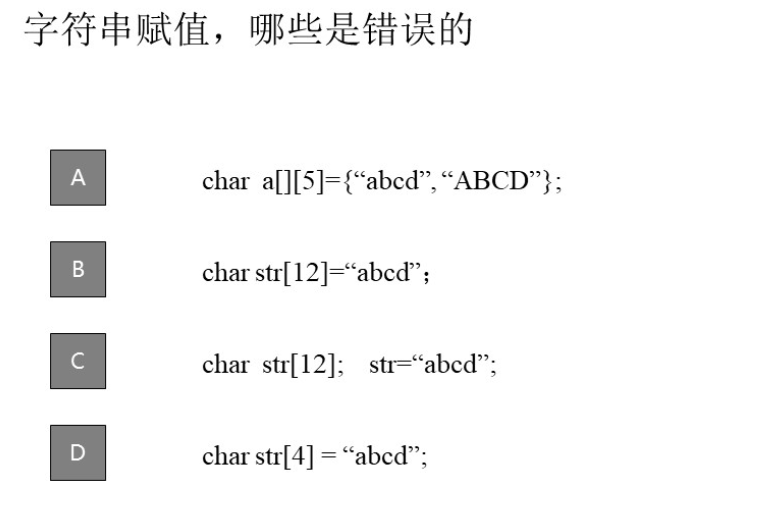 字符串赋值，哪些是错误的
A char a[][5]={“abcd”, “ABCD”};
B char str[12]=“abcd”；
C char str[12]; str=“abcd”;
D char str[4] = “abcd”;